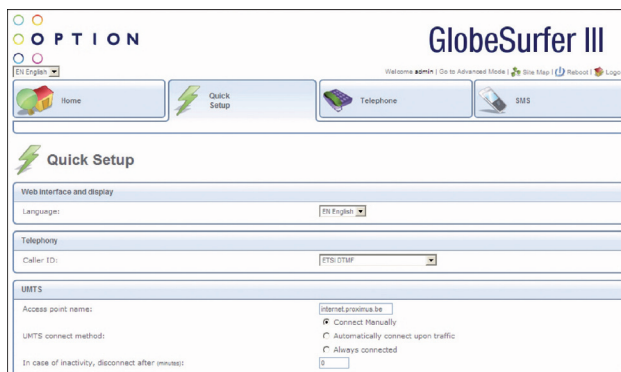 OPTION
GlobeSurfer III
EN English
Welcome admin | Go to Advanced Mode | Site Map | Reboot | Logo
Home
Quick Setup
Telephone
SMS
Quick Setup
Web interface and display
Language: EN English
Telephony
Caller ID: ETSI DTMF
UMTS
Access point name: internet.proximus.be
Connect Manually
UMTS connect method: Automatically connect upon traffic
Always connected
In case of inactivity, disconnect after (minutes): 0